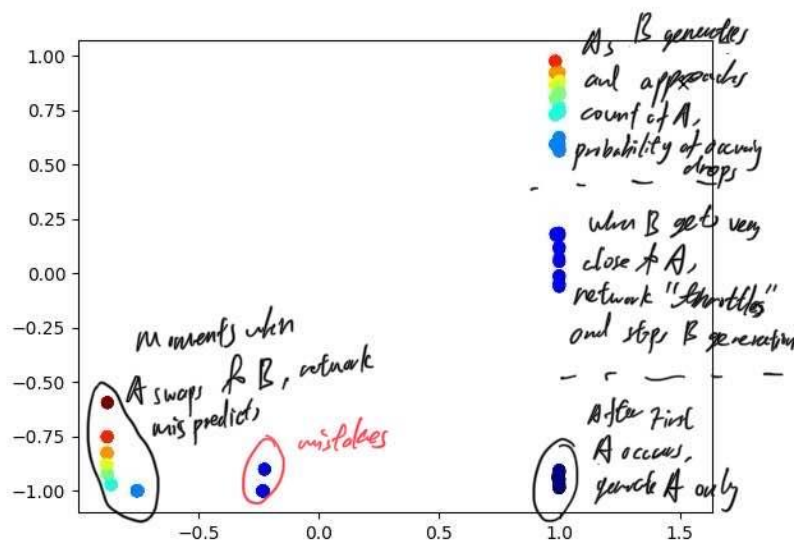 1.00
0.75
0.50
0.25
0.00
−0.25
−0.50
−0.75
−1.00
−0.5
0.0
0.5
1.0
1.5
As B generates
and approachs
count of A,
probability of occuring
drops
when B gets very
close to A,
network "throttles"
and stops B generation
After first
A occurs,
generate A only
Moments when
A swaps to B, network
mispredicts
mistakes